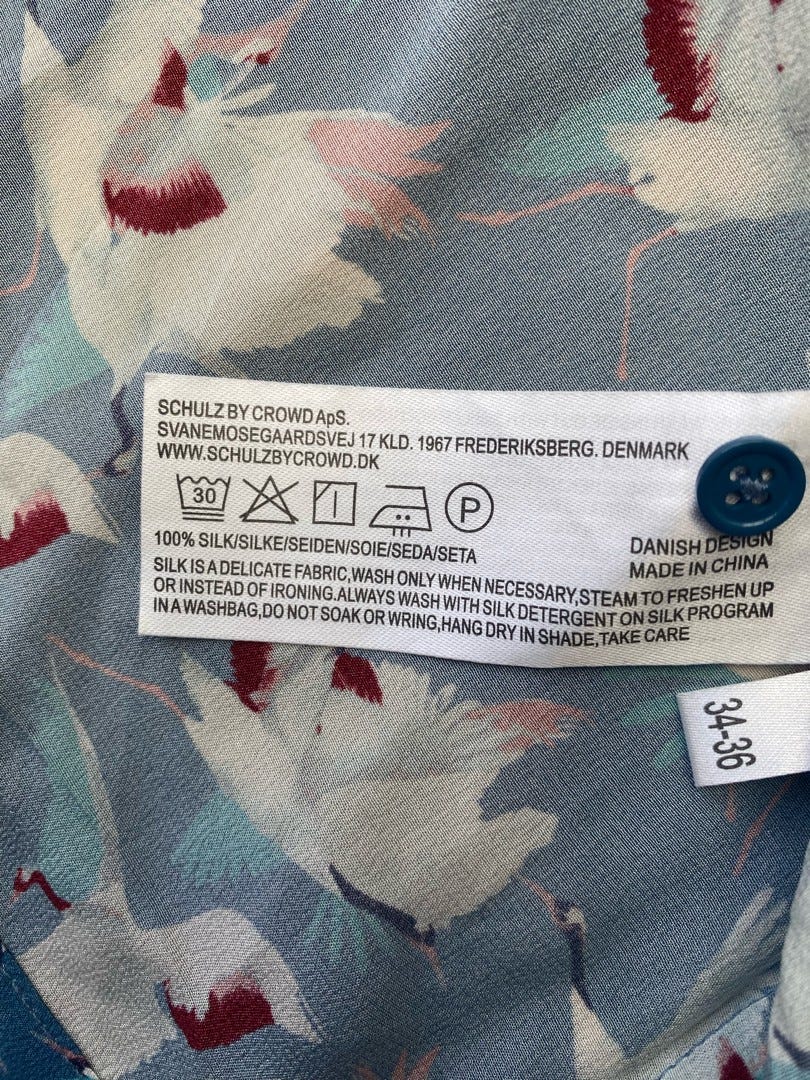 SCHULZ BY CROWD ApS.
SVANEMOSEGAARDSVEJ 17 KLD. 1967 FREDERIKSBERG. DENMARK
WWW.SCHULZBYCROWD.DK
30
P
100% SILK/SILKE/SEIDEN/SOIE/SEDA/SETA
DANISH DESIGN
MADE IN CHINA
SILK IS A DELICATE FABRIC,WASH ONLY WHEN NECESSARY,STEAM TO FRESHEN UP
OR INSTEAD OF IRONING.ALWAYS WASH WITH SILK DETERGENT ON SILK PROGRAM
IN A WASHBAG,DO NOT SOAK OR WRING,HANG DRY IN SHADE,TAKE CARE
34-36